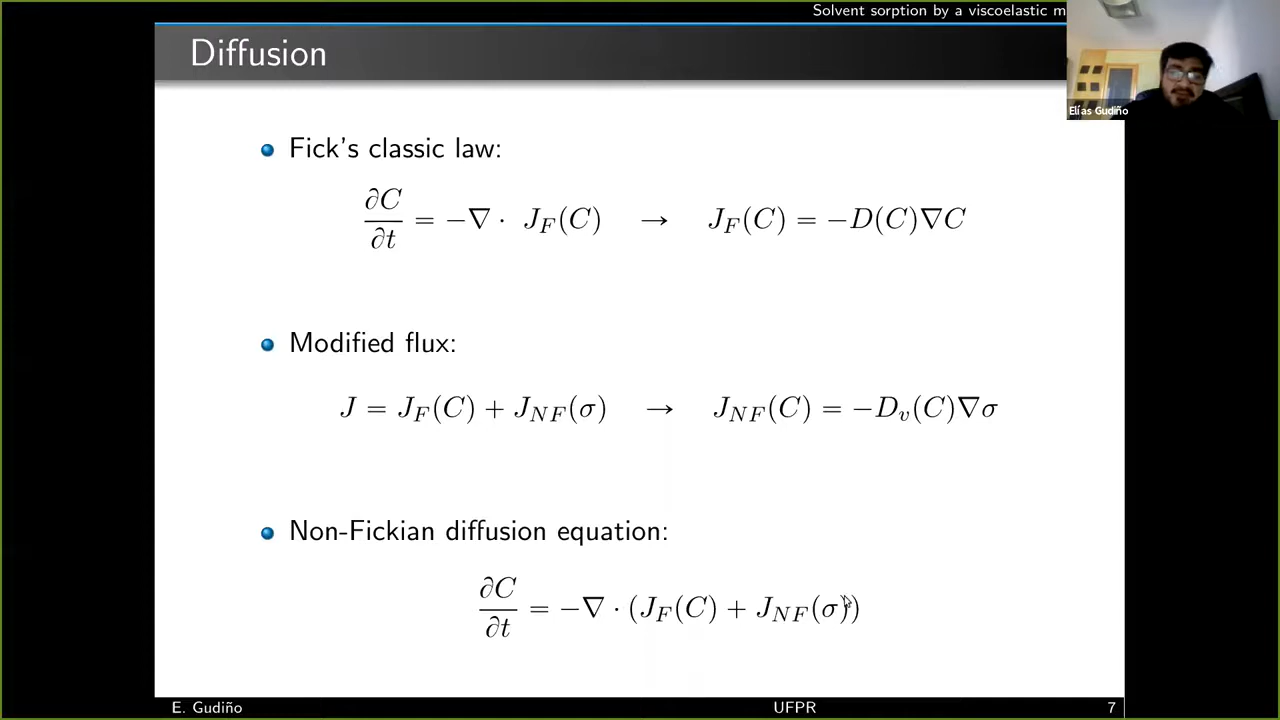 Solvent sorption by a viscoelastic m
Diffusion
Elías Gudiño
Fick's classic law:
∂C/∂t = −∇ · J_F(C) → J_F(C) = −D(C)∇C
Modified flux:
J = J_F(C) + J_NF(σ) → J_NF(C) = −D_v(C)∇σ
Non-Fickian diffusion equation:
∂C/∂t = −∇ · (J_F(C) + J_NF(σ))
E. Gudiño UFPR 7